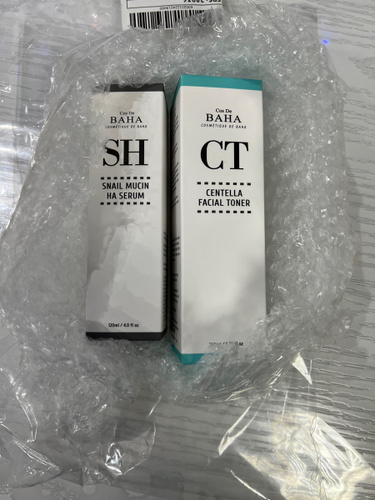 Cos De
BAHA
COSMÉTIQUE DE BAHA
SH
SNAIL MUCIN
HA SERUM
120ml / 4.0 fl oz
Cos De
BAHA
COSMÉTIQUE DE BAHA
CT
CENTELLA
FACIAL TONER